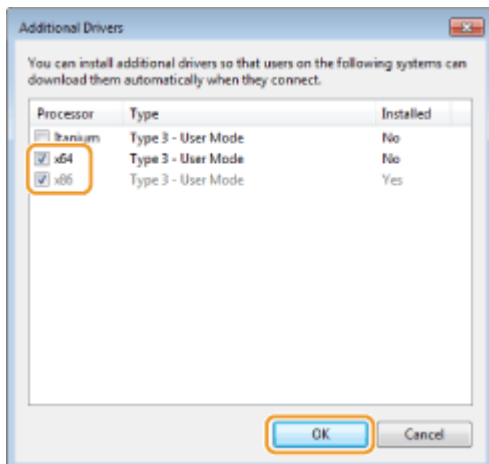 Additional Drivers
You can install additional drivers so that users on the following systems can
download them automatically when they connect.
Processor Type Installed
Itanium Type 3 - User Mode No
x64 Type 3 - User Mode No
x86 Type 3 - User Mode Yes
OK Cancel